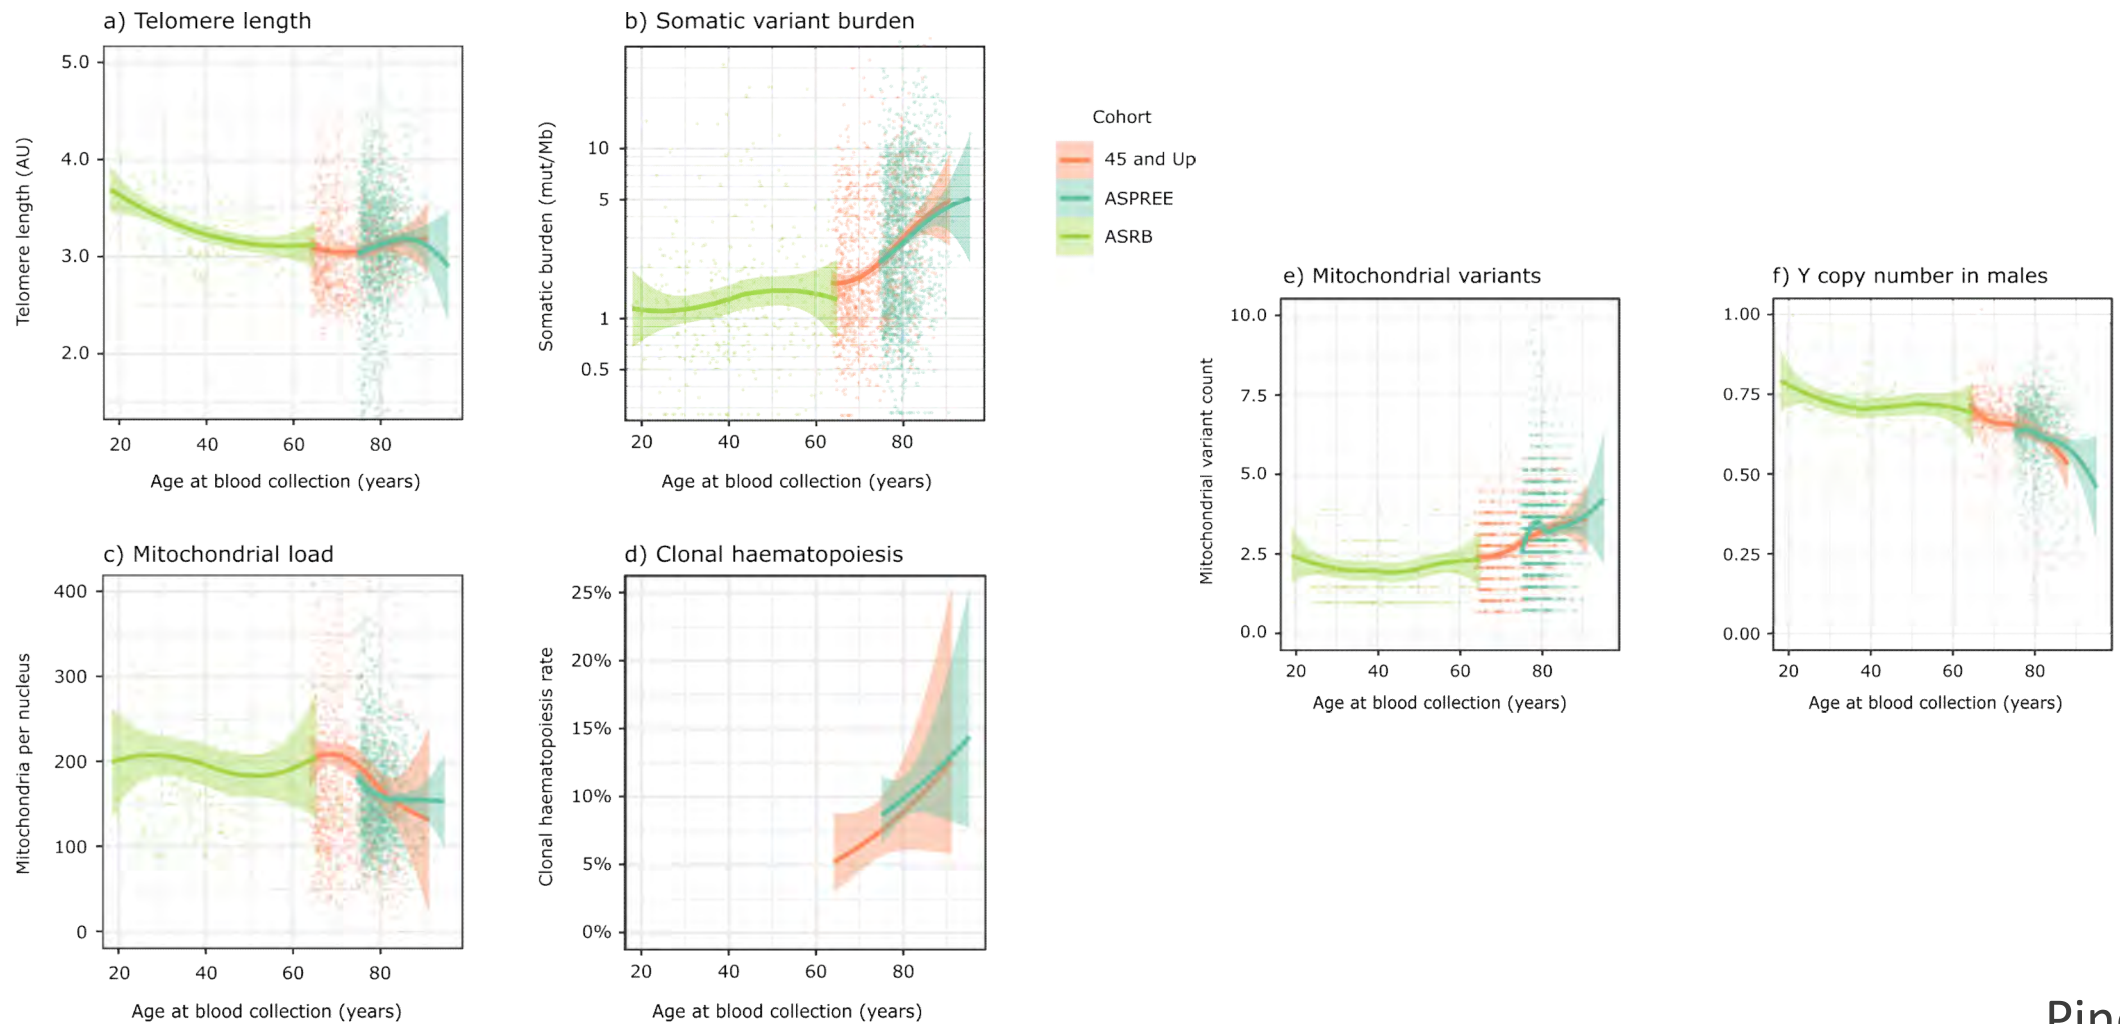 a) Telomere length
5.0
4.0
3.0
2.0
Telomere length (AU)
20 40 60 80
Age at blood collection (years)
b) Somatic variant burden
10
5
1
0.5
Somatic burden (mut/Mb)
20 40 60 80
Age at blood collection (years)
Cohort
45 and Up
ASPREE
ASRB
c) Mitochondrial load
400
300
200
100
0
Mitochondria per nucleus
20 40 60 80
Age at blood collection (years)
d) Clonal haematopoiesis
25%
20%
15%
10%
5%
0%
Clonal haematopoiesis rate
20 40 60 80
Age at blood collection (years)
e) Mitochondrial variants
10.0
7.5
5.0
2.5
0.0
Mitochondrial variant count
20 40 60 80
Age at blood collection (years)
f) Y copy number in males
1.00
0.75
0.50
0.25
0.00
20 40 60 80
Age at blood collection (years)